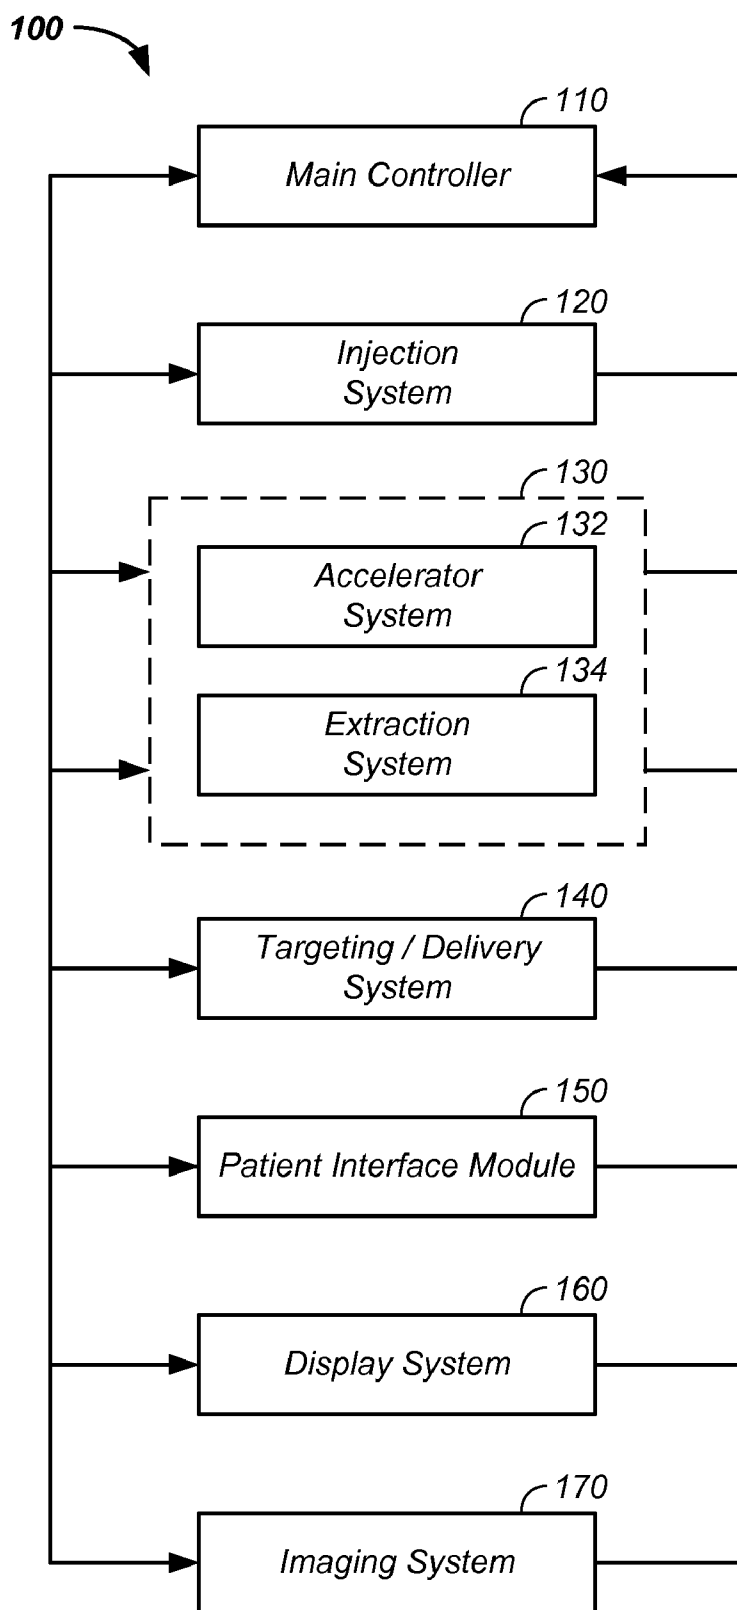 100
110
Main Controller
120
Injection
System
130
132
Accelerator
System
134
Extraction
System
140
Targeting / Delivery
System
150
Patient Interface Module
160
Display System
170
Imaging System